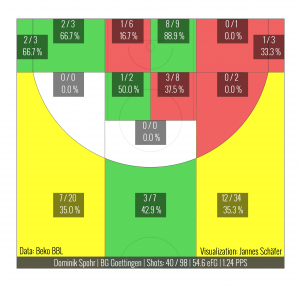 2 / 3
66.7 %
1 / 6
16.7 %
8 / 9
88.9 %
0 / 1
0.0 %
2 / 3
66.7 %
1 / 3
33.3 %
0 / 0
0.0 %
1 / 2
50.0 %
3 / 8
37.5 %
0 / 2
0.0 %
0 / 0
0.0 %
7 / 20
35.0 %
3 / 7
42.9 %
12 / 34
35.3 %
Data: Beko BBL
Visualization: Jannes Schäfer
Dominik Spohr | BG Goettingen | Shots: 40 / 98 | 54.6 eFG | 1.24 PPS